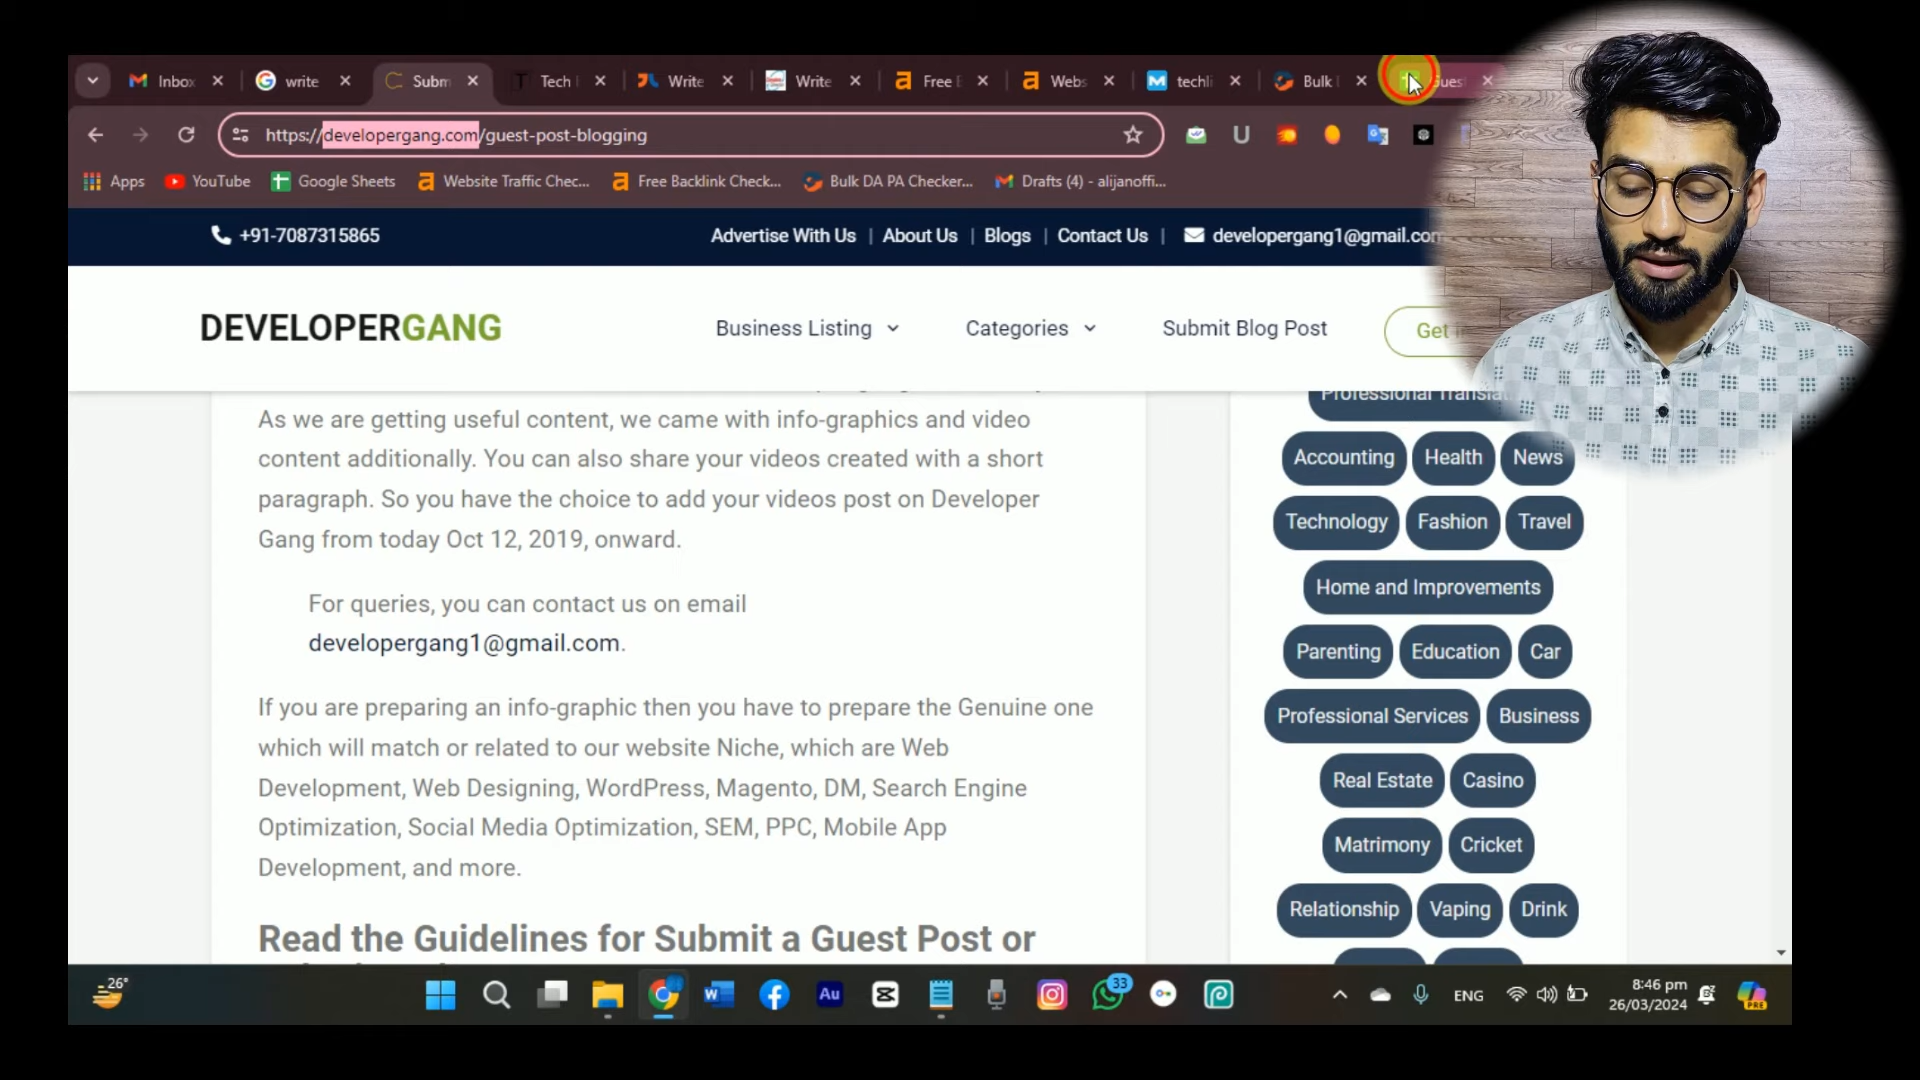 Inbox
write
Subm
Tech
Write
Write
Free
Webs
techli
Bulk
Gues
https://developergang.com/guest-post-blogging
Apps
YouTube
Google Sheets
Website Traffic Chec...
Free Backlink Check...
Bulk DA PA Checker...
Drafts (4) - alijanoffi...
+91-7087315865
Advertise With Us | About Us | Blogs | Contact Us |
developergang1@gmail.com
DEVELOPERGANG
Business Listing
Categories
Submit Blog Post
Get
As we are getting useful content, we came with info-graphics and video
content additionally. You can also share your videos created with a short
paragraph. So you have the choice to add your videos post on Developer
Gang from today Oct 12, 2019, onward.
For queries, you can contact us on email
developergang1@gmail.com.
If you are preparing an info-graphic then you have to prepare the Genuine one
which will match or related to our website Niche, which are Web
Development, Web Designing, WordPress, Magento, DM, Search Engine
Optimization, Social Media Optimization, SEM, PPC, Mobile App
Development, and more.
Read the Guidelines for Submit a Guest Post or
Professional Translat
Accounting Health News
Technology Fashion Travel
Home and Improvements
Parenting Education Car
Professional Services Business
Real Estate Casino
Matrimony Cricket
Relationship Vaping Drink
26°
W
Au
33
ENG
8:46 pm
26/03/2024
PRE